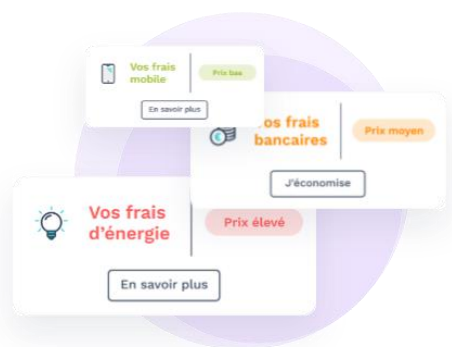 Vos frais
mobile
Prix bas
En savoir plus
os frais
bancaires
Prix moyen
J'économise
Vos frais
d'énergie
Prix élevé
En savoir plus